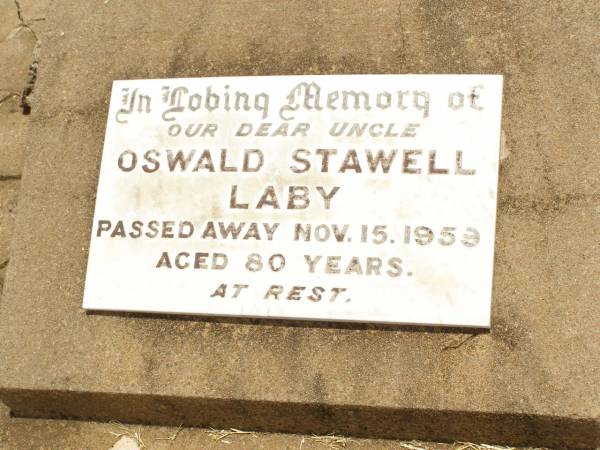 In Loving Memory of
OUR DEAR UNCLE
OSWALD STAWELL
LABY
PASSED AWAY NOV. 15. 1959
AGED 80 YEARS.
AT REST.